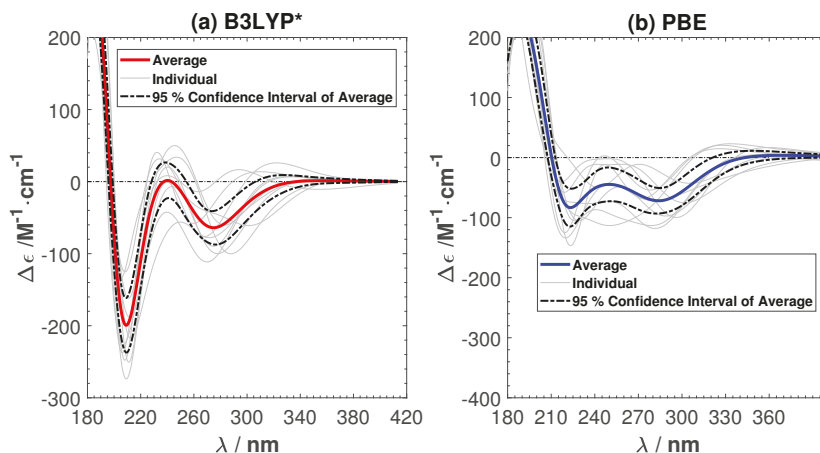 (a) B3LYP*
200
100
0
-100
-200
-300
180 220 260 300 340 380 420
Δϵ /M⁻¹·cm⁻¹
λ / nm
Average
Individual
95 % Confidence Interval of Average
(b) PBE
200
100
0
-100
-200
-300
-400
180 210 240 270 300 330 360
Δϵ /M⁻¹·cm⁻¹
λ / nm
Average
Individual
95 % Confidence Interval of Average